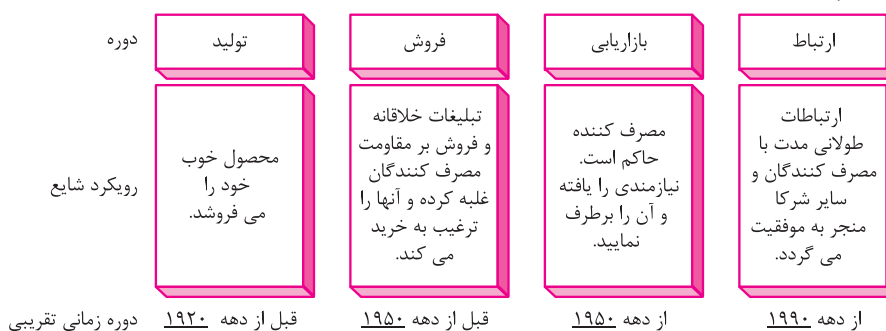 دوره
تولید
فروش
بازاریابی
ارتباط
رویکرد شایع
محصول خوب
خود را
می فروشد.
تبلیغات خلاقانه
و فروش بر مقاومت
مصرف کنندگان
غلبه کرده و آنها را
ترغیب به خرید
می کند.
مصرف کننده
حاکم است.
نیازمندی را یافته
و آن را برطرف
نمایید.
ارتباطات
طولانی مدت با
مصرف کنندگان و
سایر شرکا
منجر به موفقیت
می گردد.
دوره زمانی تقریبی
قبل از دهه ۱۹۲۰
قبل از دهه ۱۹۵۰
از دهه ۱۹۵۰
از دهه ۱۹۹۰